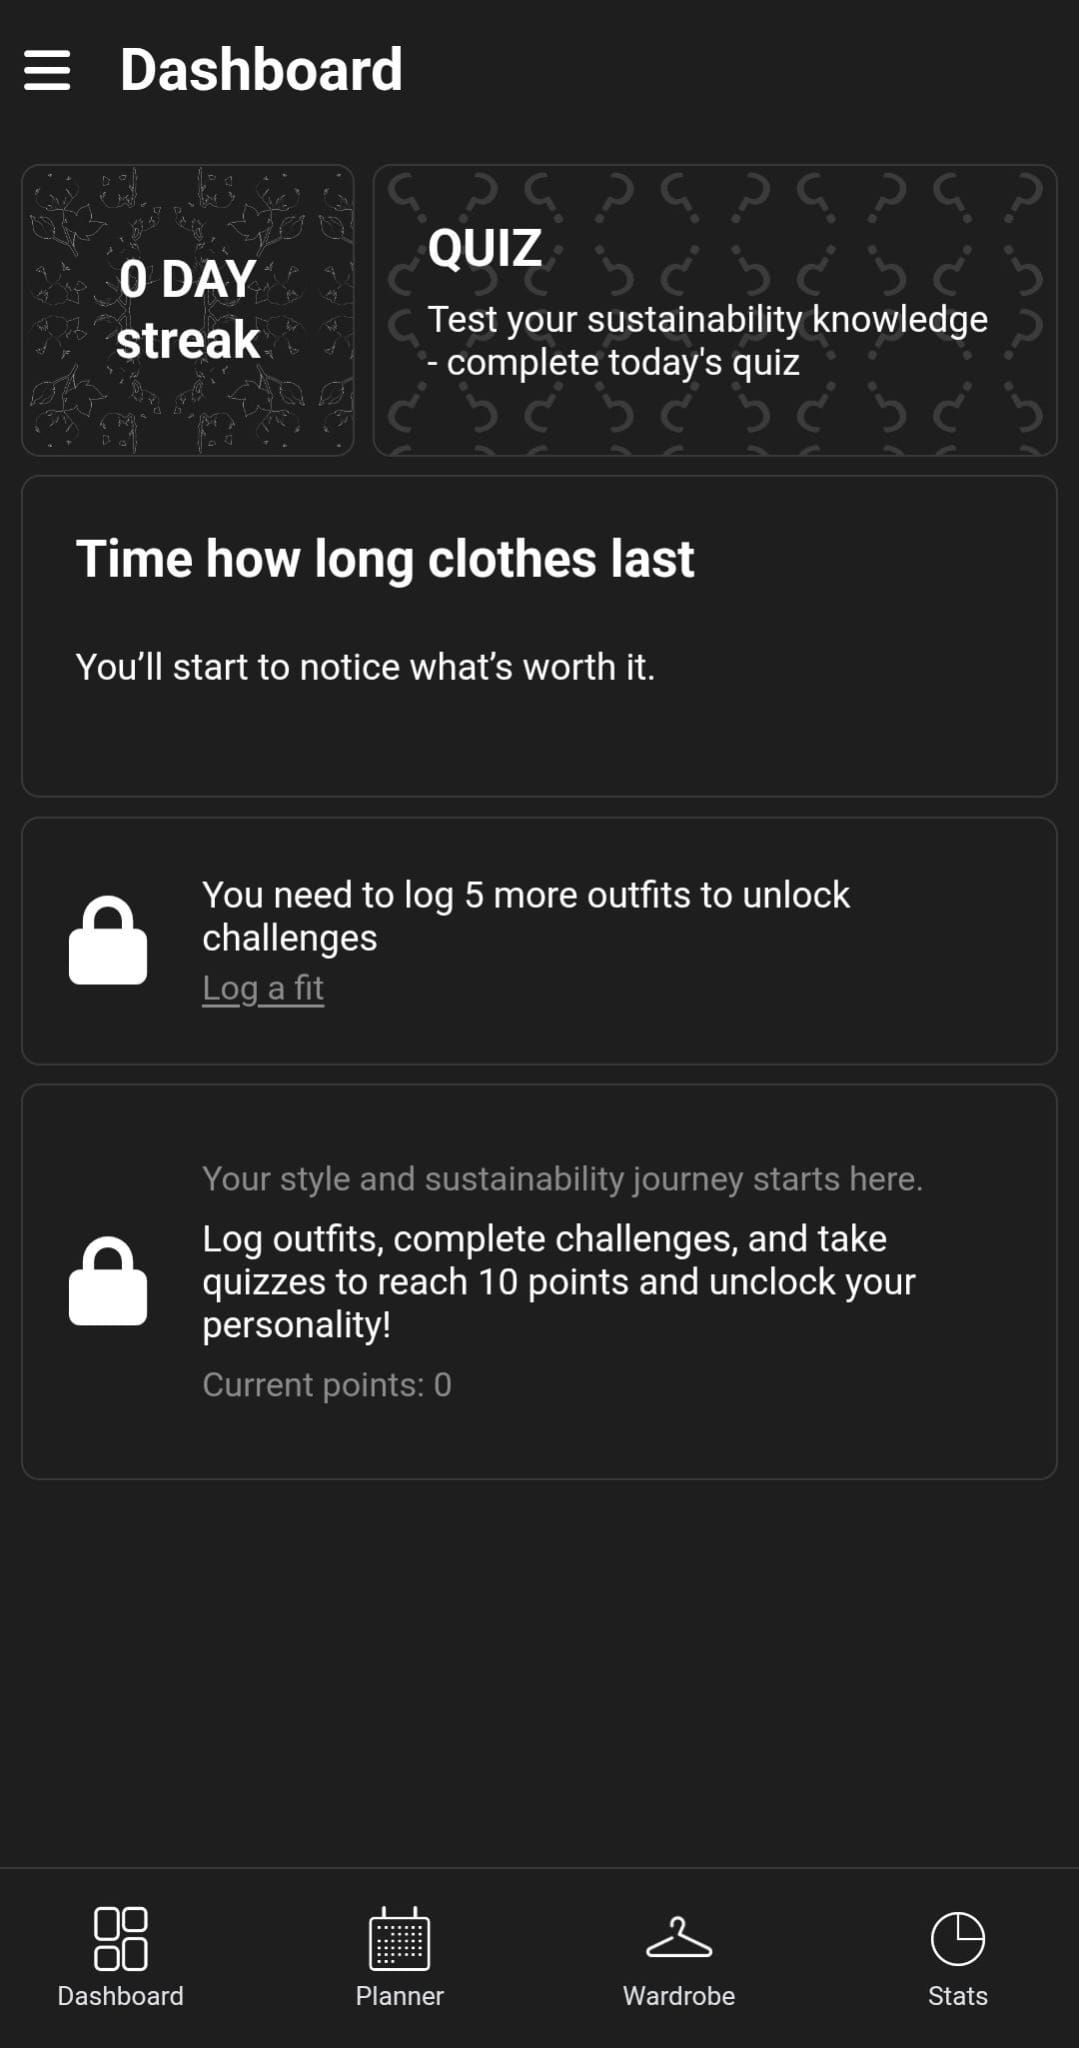 Dashboard
0 DAY
streak
QUIZ
Test your sustainability knowledge
- complete today's quiz
Time how long clothes last
You’ll start to notice what’s worth it.
You need to log 5 more outfits to unlock
challenges
Log a fit
Your style and sustainability journey starts here.
Log outfits, complete challenges, and take
quizzes to reach 10 points and unclock your
personality!
Current points: 0
Dashboard
Planner
Wardrobe
Stats